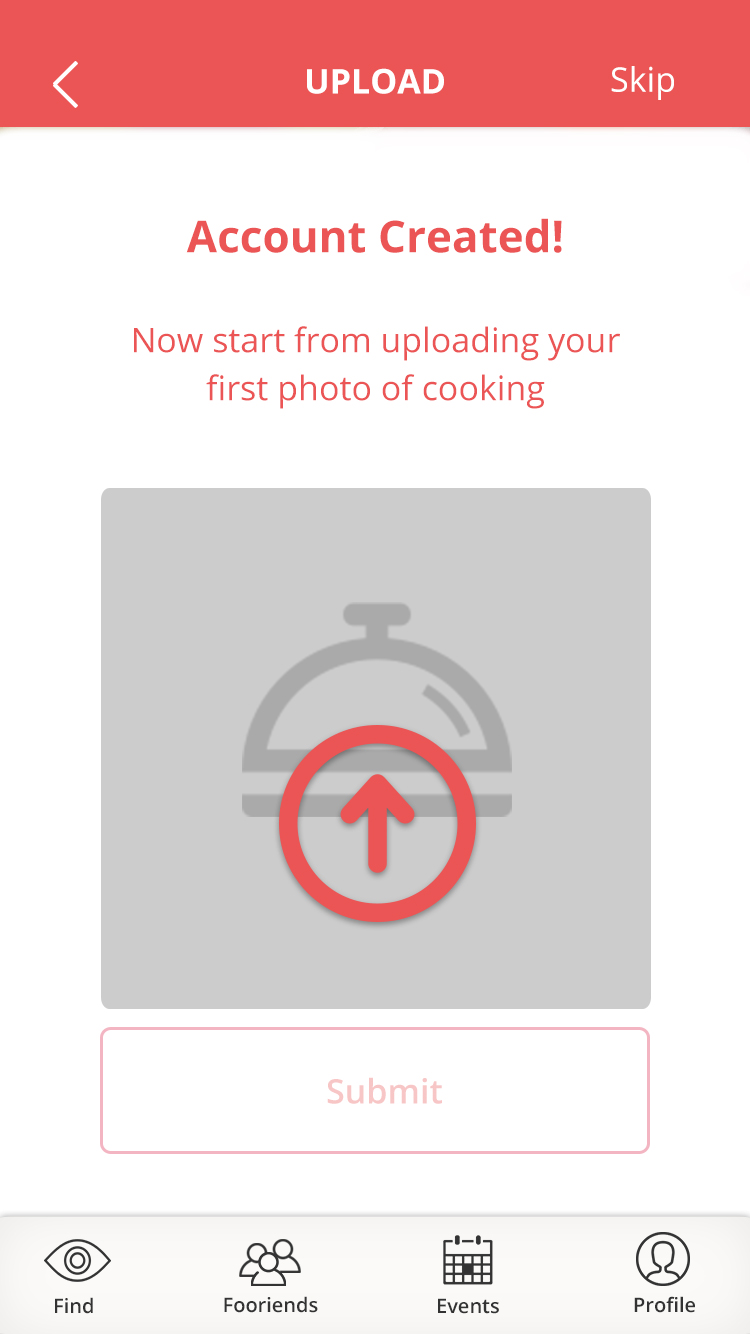 UPLOAD
Skip
Account Created!
Now start from uploading your
first photo of cooking
Submit
Find
Fooriends
Events
Profile